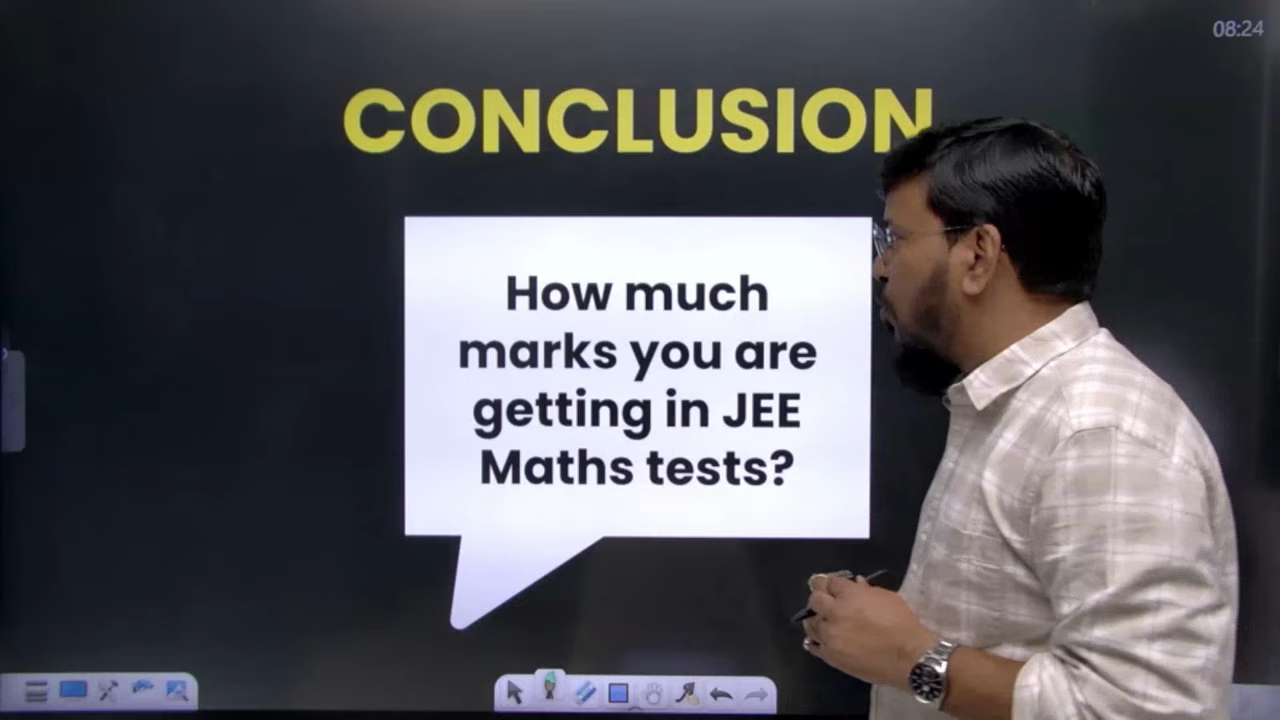 08:24
CONCLUSION
How much
marks you are
getting in JEE
Maths tests?